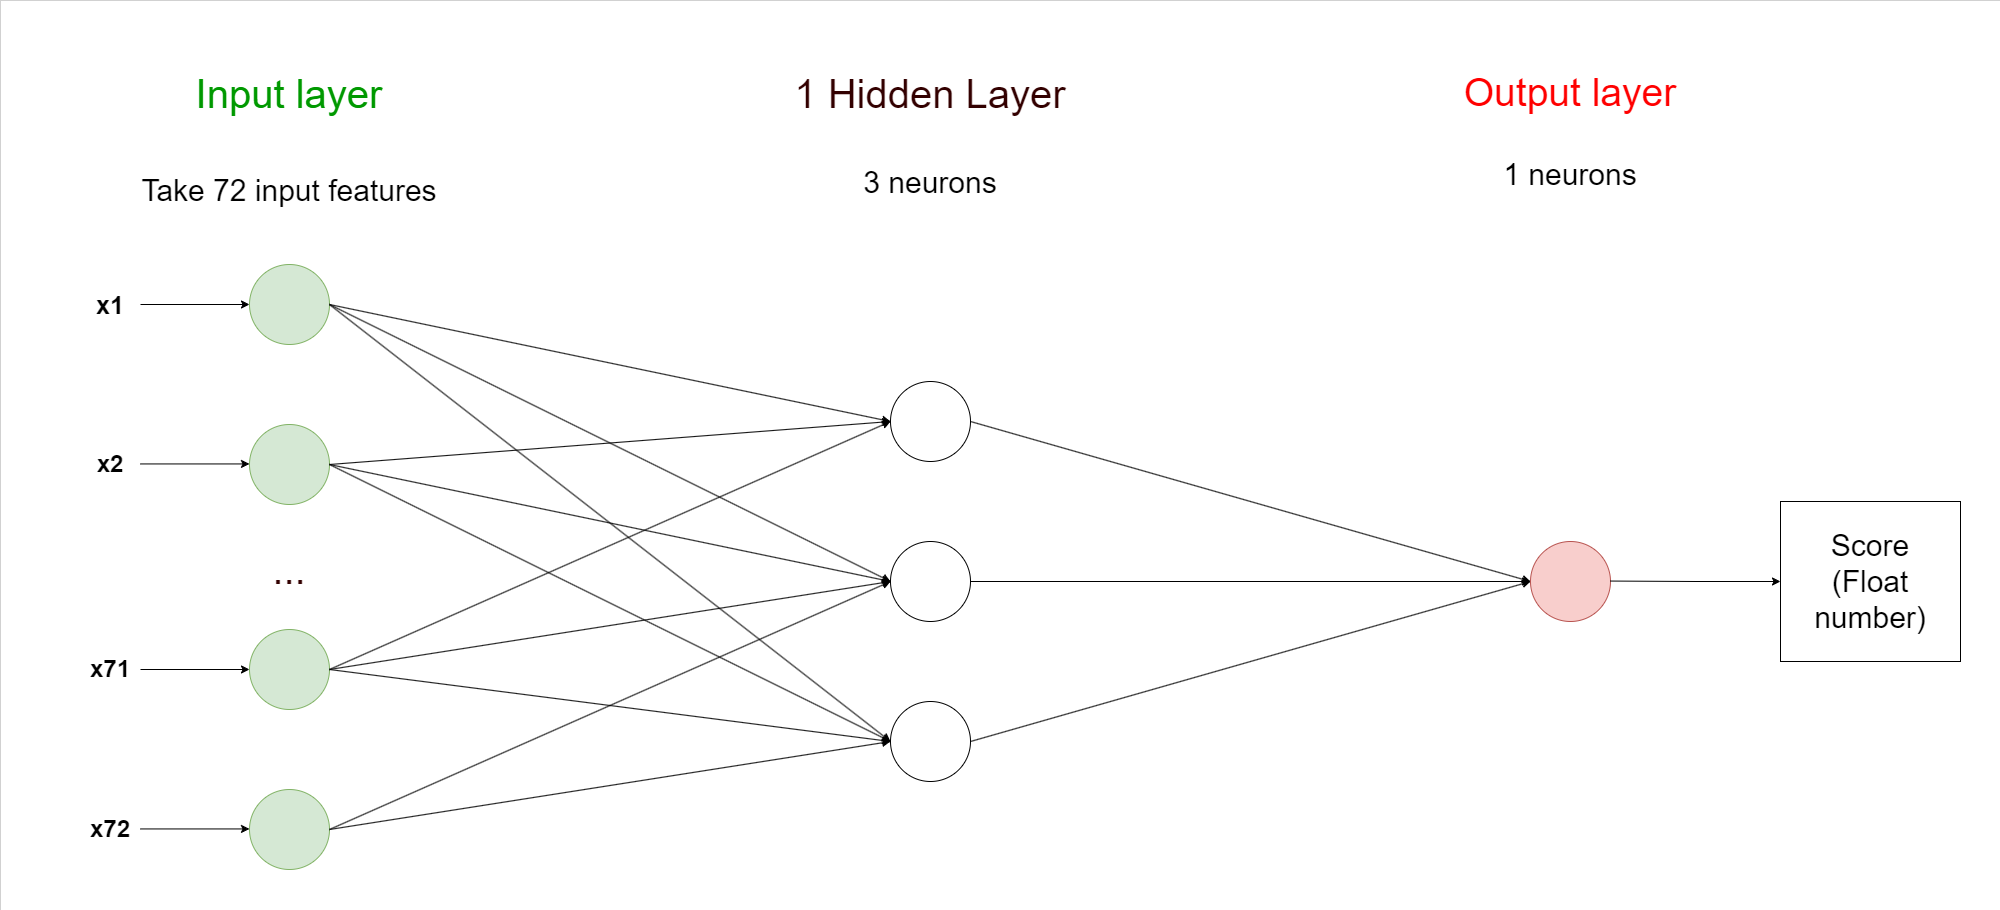 Input layer
1 Hidden Layer
Output layer
Take 72 input features
3 neurons
1 neurons
x1
x2
...
x71
x72
Score
(Float
number)